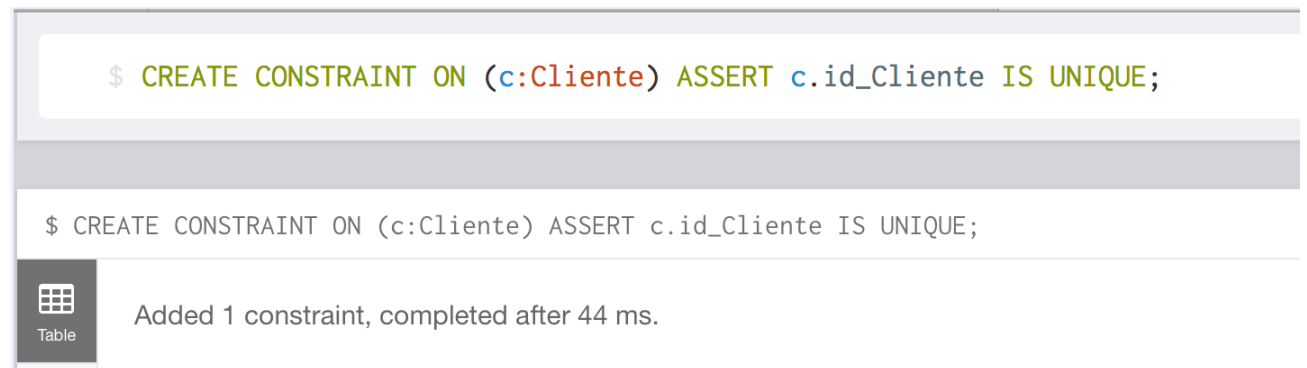 $ CREATE CONSTRAINT ON (c:Cliente) ASSERT c.id_Cliente IS UNIQUE;
$ CREATE CONSTRAINT ON (c:Cliente) ASSERT c.id_Cliente IS UNIQUE;
Added 1 constraint, completed after 44 ms.
Table